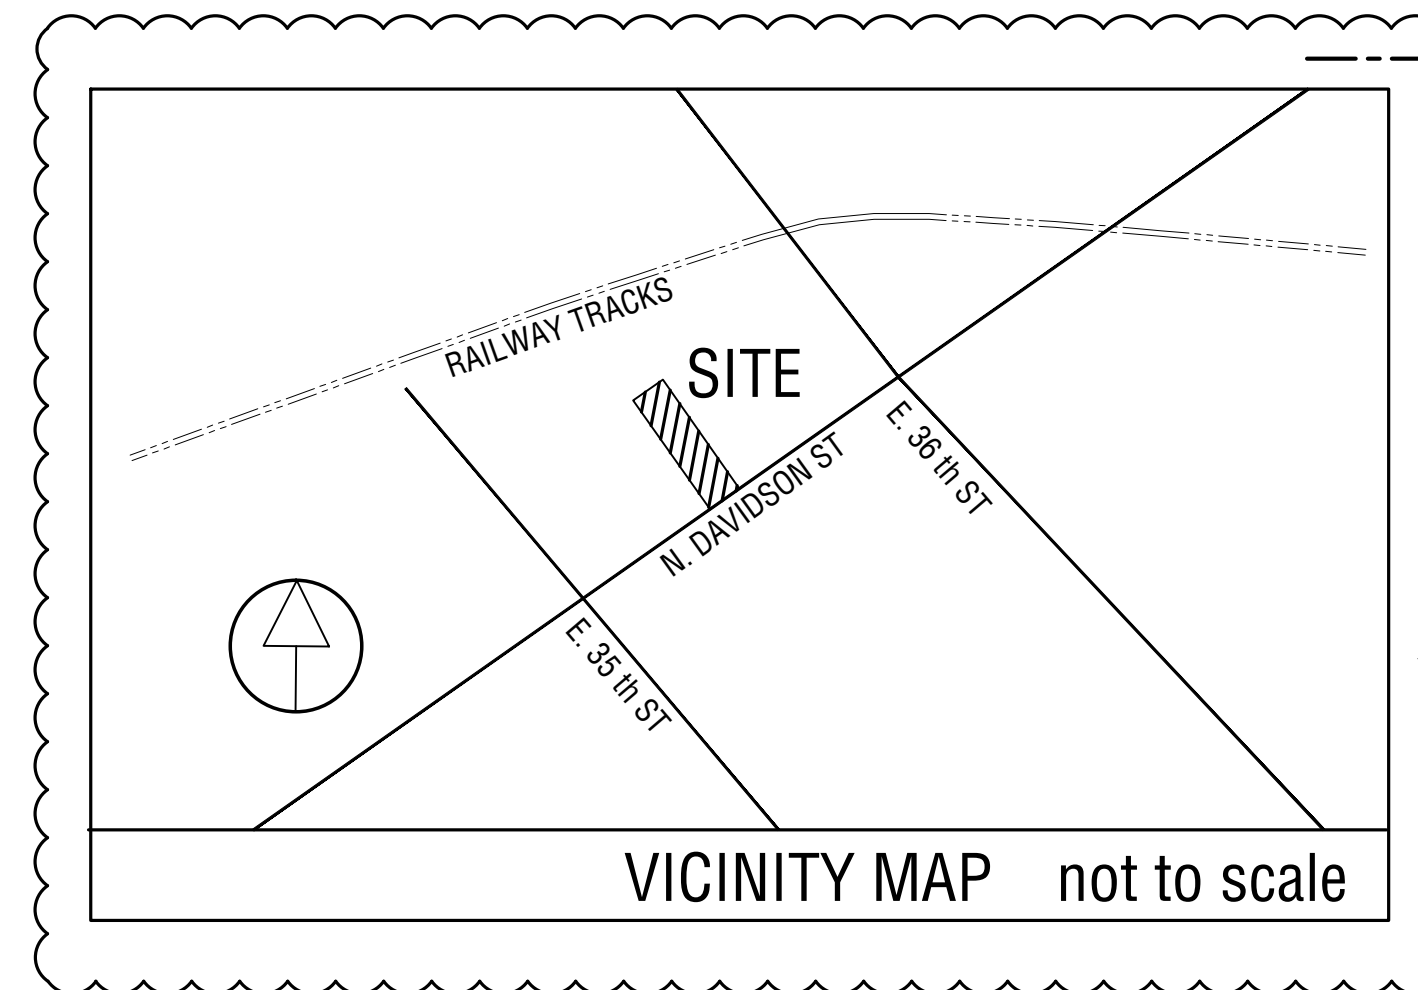 RAILWAY TRACKS
SITE
N. DAVIDSON ST
E. 36 th ST
E. 35 th ST
VICINITY MAP not to scale